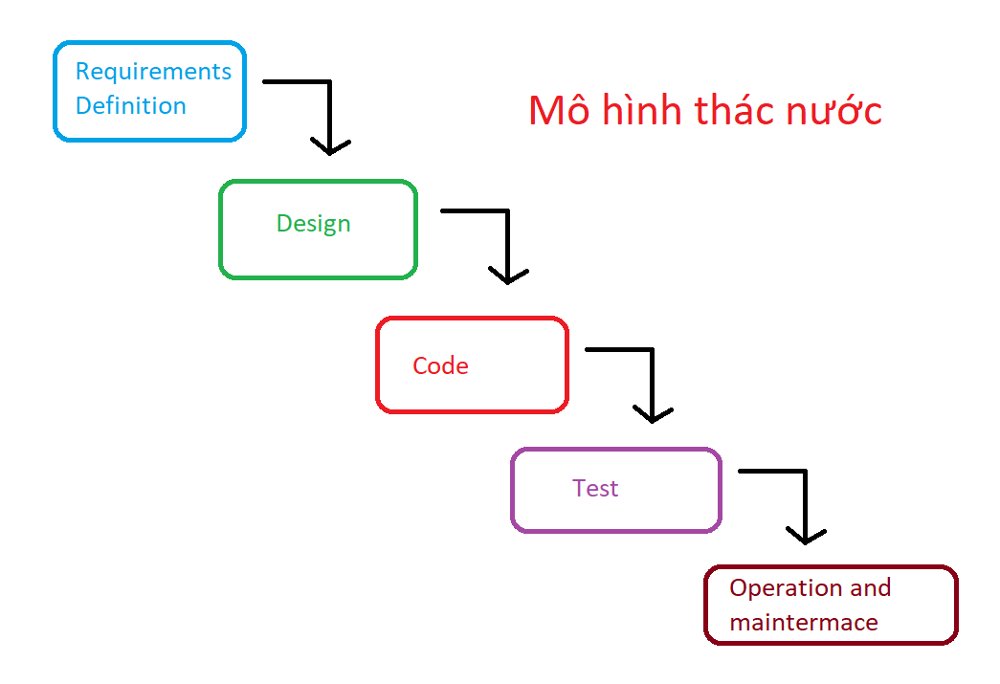 Requirements
Definition
Mô hình thác nước
Design
Code
Test
Operation and
maintermace